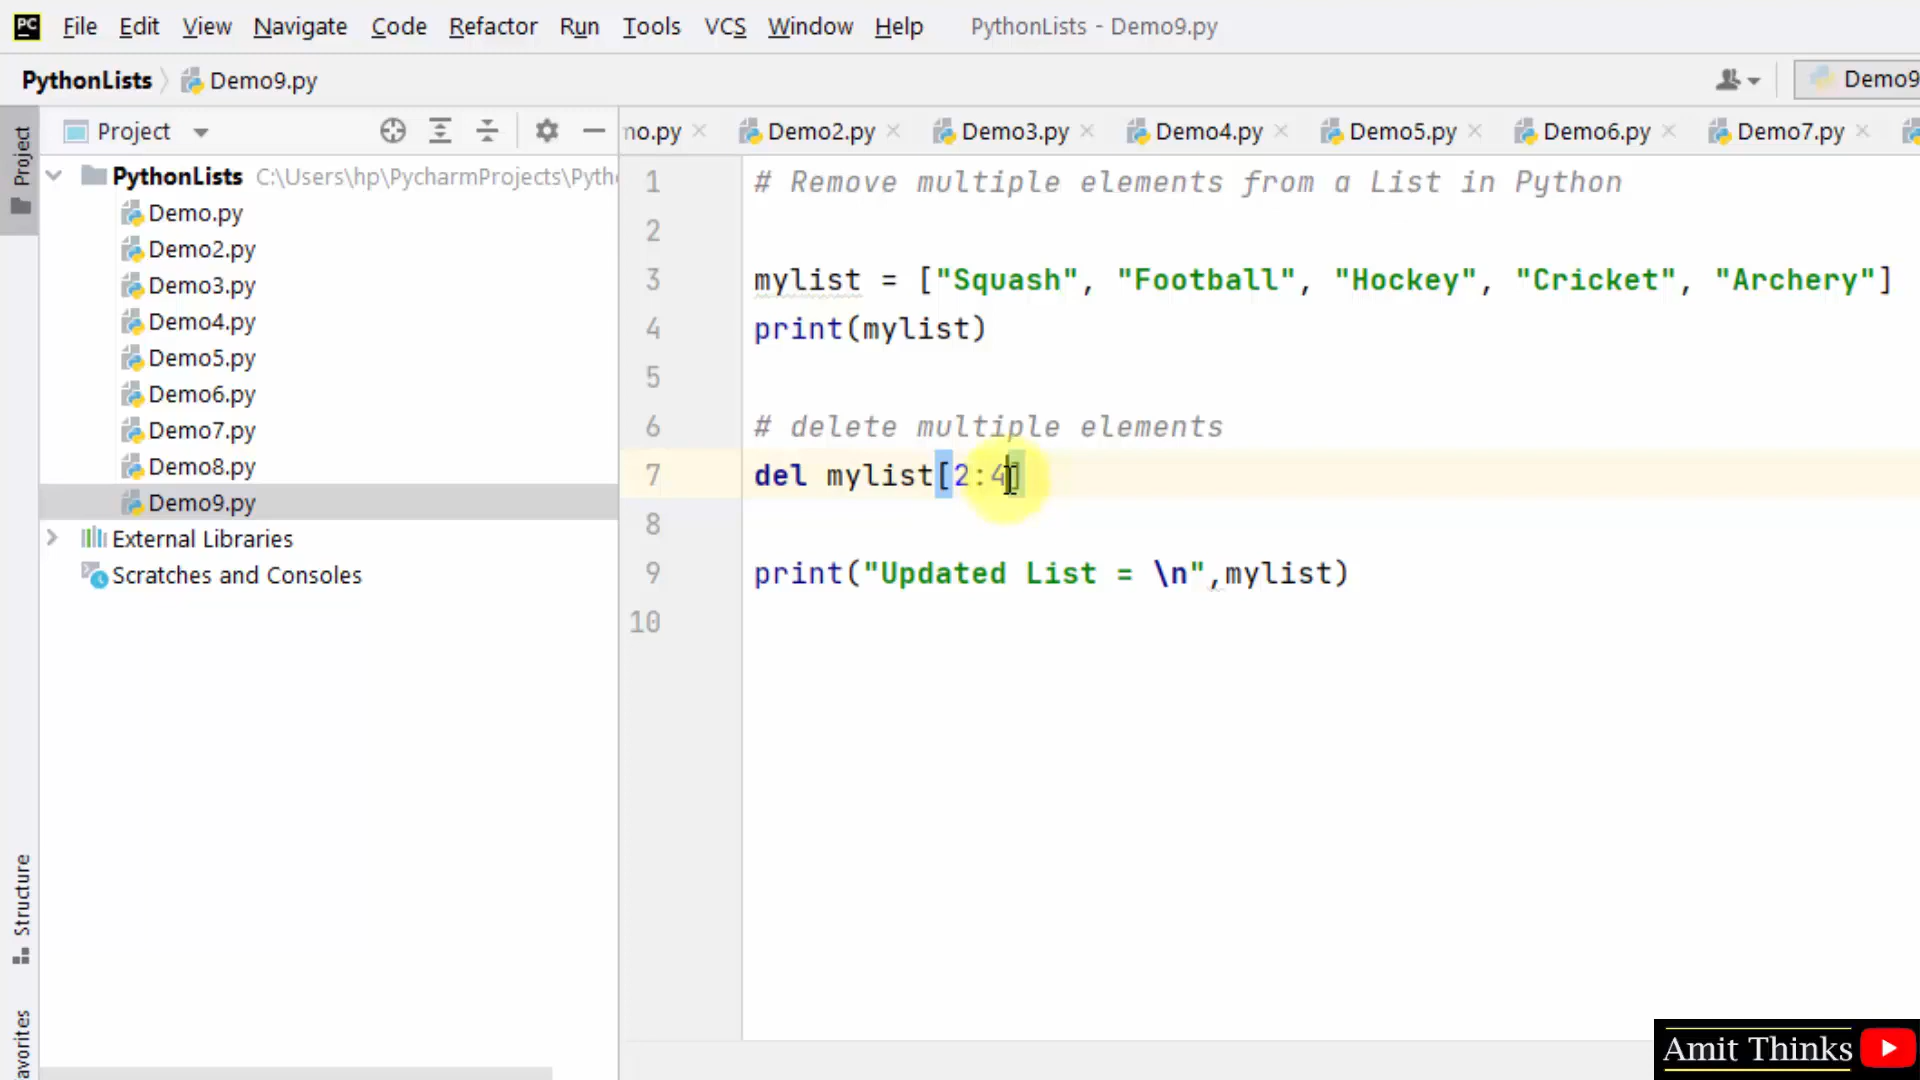 File Edit View Navigate Code Refactor Run Tools VCS Window Help PythonLists - Demo9.py
PythonLists Demo9.py Demo9
Project
Project no.py Demo2.py Demo3.py Demo4.py Demo5.py Demo6.py Demo7.py
PythonLists C:\Users\hp\PycharmProjects\Pyth
Demo.py
Demo2.py
Demo3.py
Demo4.py
Demo5.py
Demo6.py
Demo7.py
Demo8.py
Demo9.py
External Libraries
Scratches and Consoles
1 # Remove multiple elements from a List in Python
2
3 mylist = ["Squash", "Football", "Hockey", "Cricket", "Archery"]
4 print(mylist)
5
6 # delete multiple elements
7 del mylist[2:4]
8
9 print("Updated List = \n",mylist)
10
Structure
avorites
Amit Thinks